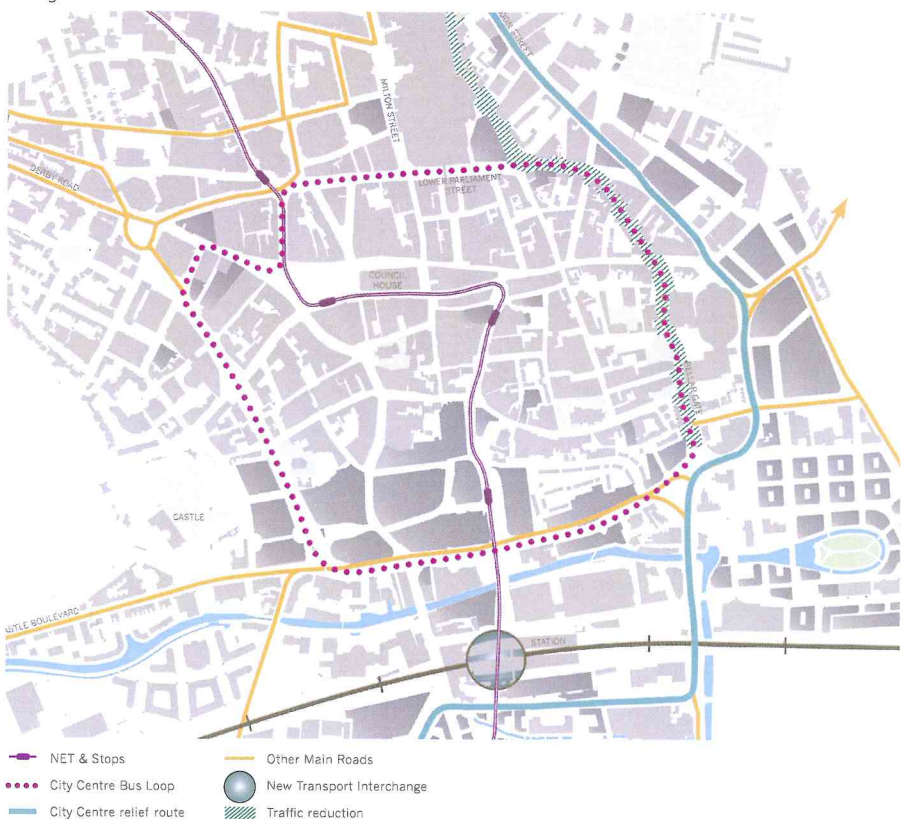 MILTON STREET
DERBY ROAD
LOWER PARLIAMENT
STREET
COUNCIL
HOUSE
CASTLE
STATION
NET & Stops
City Centre Bus Loop
City Centre relief route
Other Main Roads
New Transport Interchange
Traffic reduction